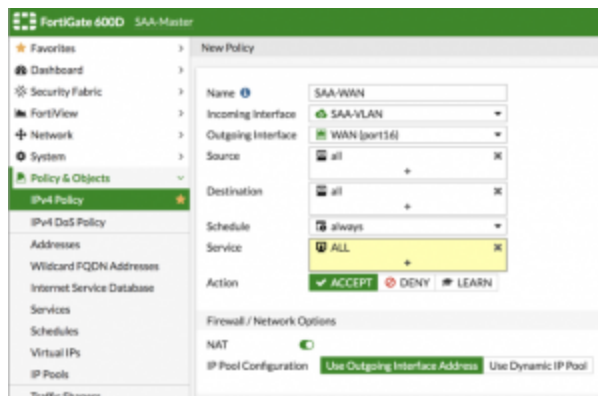 FortiGate 600D SAA-Master
Favorites
Dashboard
Security Fabric
FortiView
Network
System
Policy & Objects
IPv4 Policy
IPv4 DoS Policy
Addresses
Wildcard FQDN Addresses
Internet Service Database
Services
Schedules
Virtual IPs
IP Pools
Traffic Shapers
New Policy
Name SAA-WAN
Incoming Interface SAA-VLAN
Outgoing Interface WAN (port16)
Source all
+
Destination all
+
Schedule always
Service ALL
+
Action ACCEPT DENY LEARN
Firewall / Network Options
NAT
IP Pool Configuration Use Outgoing Interface Address Use Dynamic IP Pool